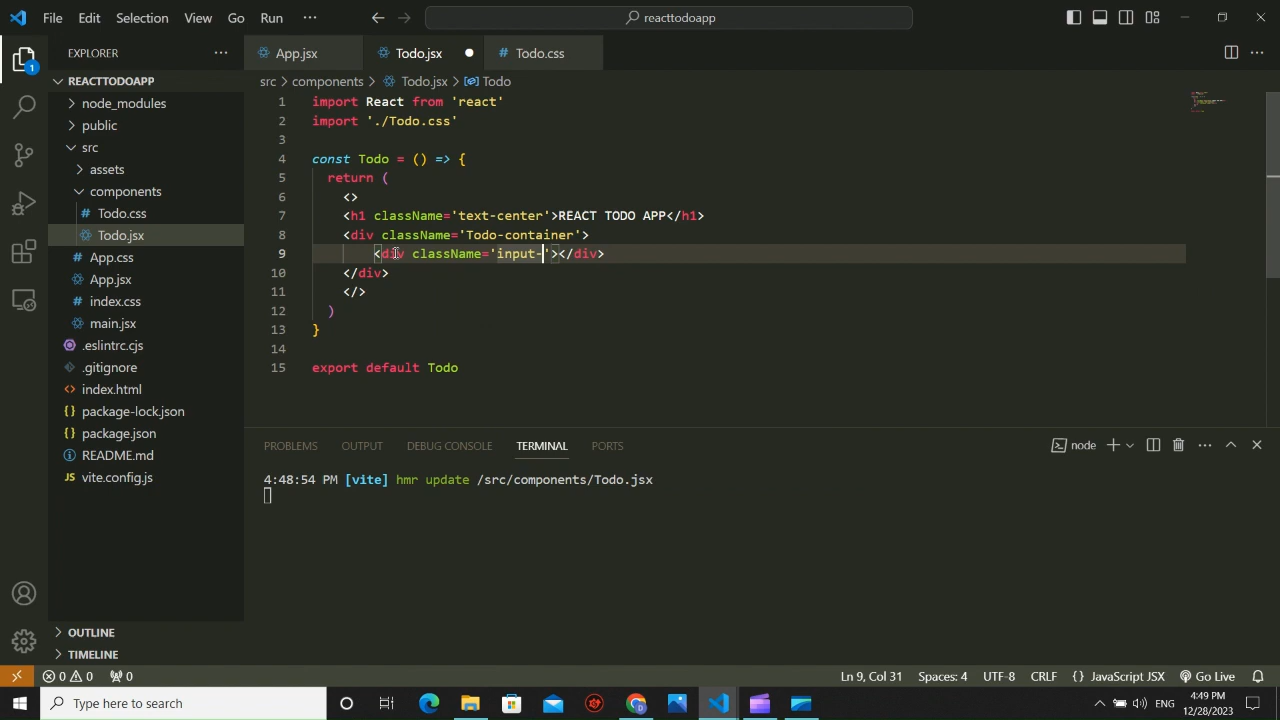 File Edit Selection View Go Run ··· reacttodoapp
EXPLORER ··· App.jsx Todo.jsx Todo.css
REACTTODOAPP
node_modules
public
src
assets
components
Todo.css
Todo.jsx
App.css
App.jsx
index.css
main.jsx
.eslintrc.cjs
.gitignore
index.html
package-lock.json
package.json
README.md
vite.config.js
OUTLINE
TIMELINE
src > components > Todo.jsx > Todo
1 import React from 'react'
2 import './Todo.css'
3
4 const Todo = () => {
5 return (
6 <>
7 <h1 className='text-center'>REACT TODO APP</h1>
8 <div className='Todo-container'>
9 <div className='input-'></div>
10 </div>
11 </>
12 )
13 }
14
15 export default Todo
PROBLEMS OUTPUT DEBUG CONSOLE TERMINAL PORTS node
4:48:54 PM [vite] hmr update /src/components/Todo.jsx
0 0 0 Ln 9, Col 31 Spaces: 4 UTF-8 CRLF {} JavaScript JSX Go Live
Type here to search ENG 4:49 PM
12/28/2023